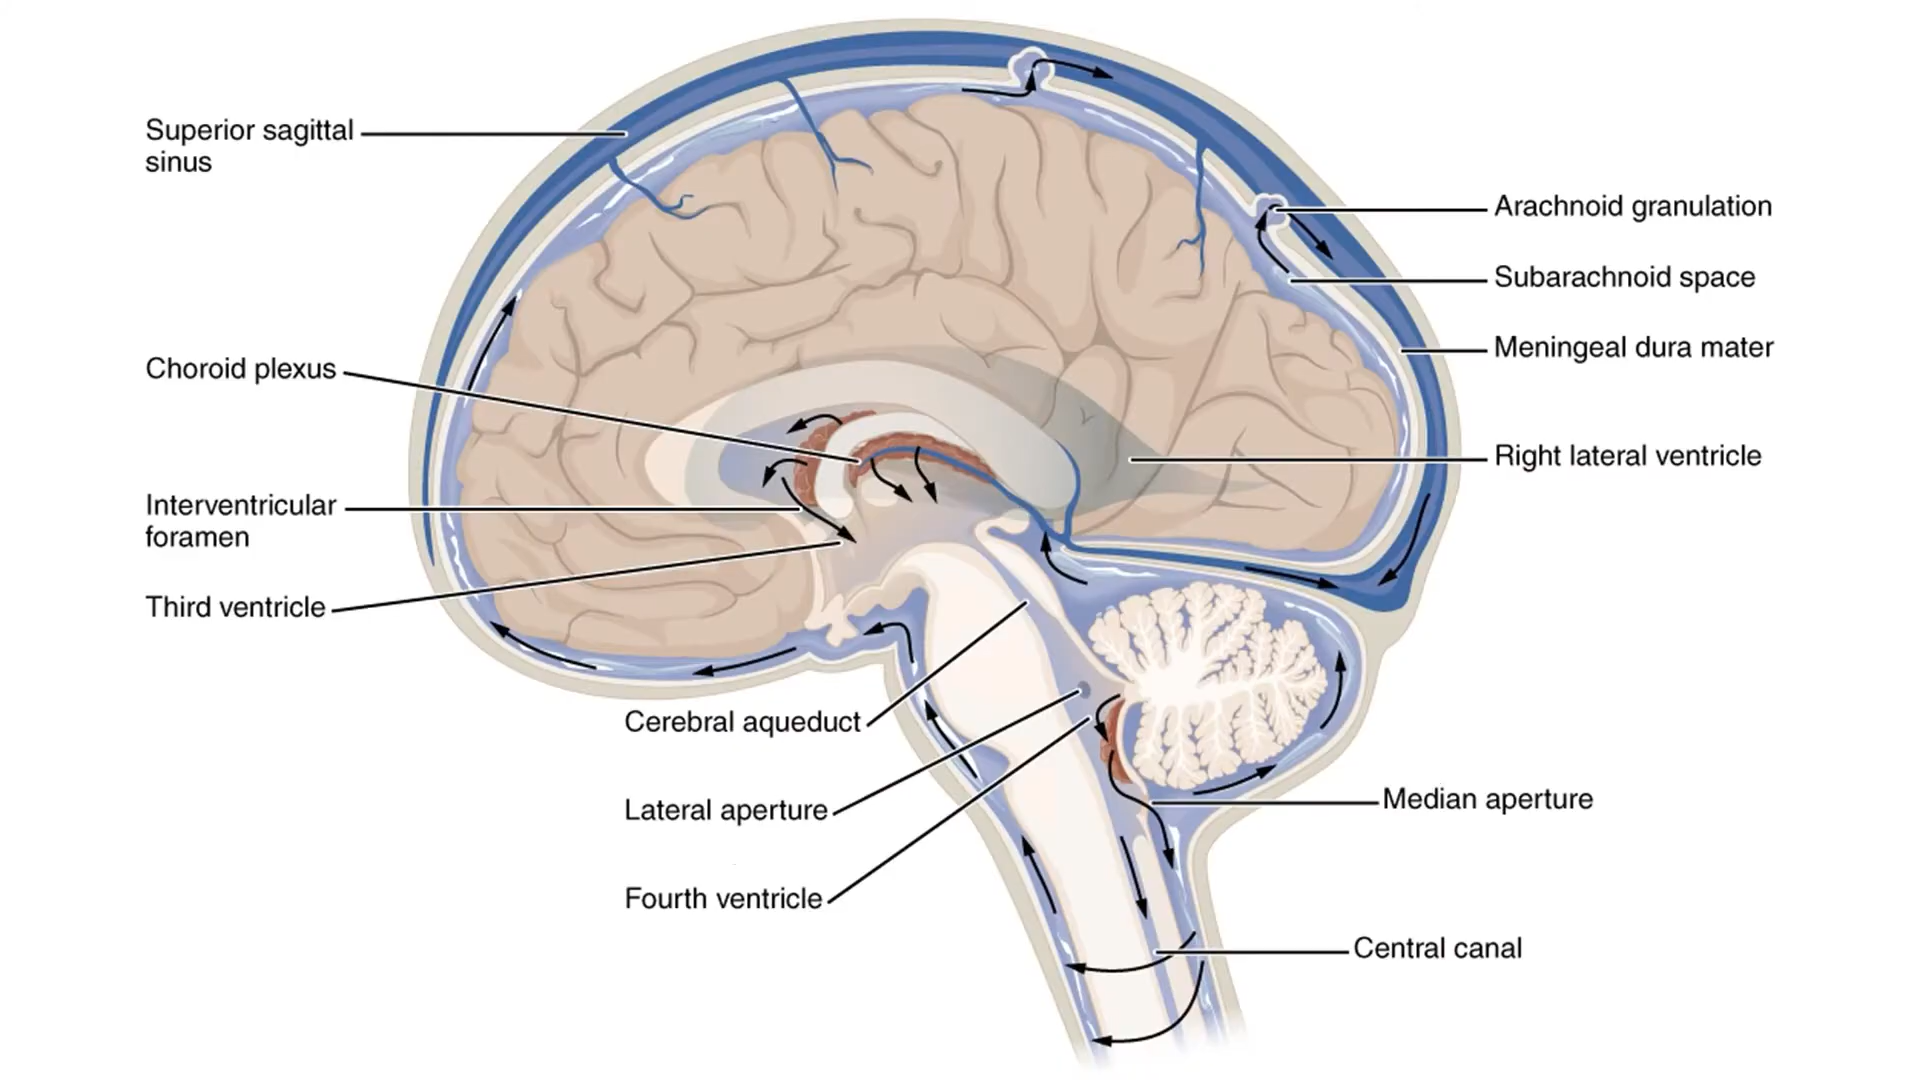 Superior sagittal
sinus
Arachnoid granulation
Subarachnoid space
Meningeal dura mater
Choroid plexus
Right lateral ventricle
Interventricular
foramen
Third ventricle
Cerebral aqueduct
Lateral aperture
Median aperture
Fourth ventricle
Central canal